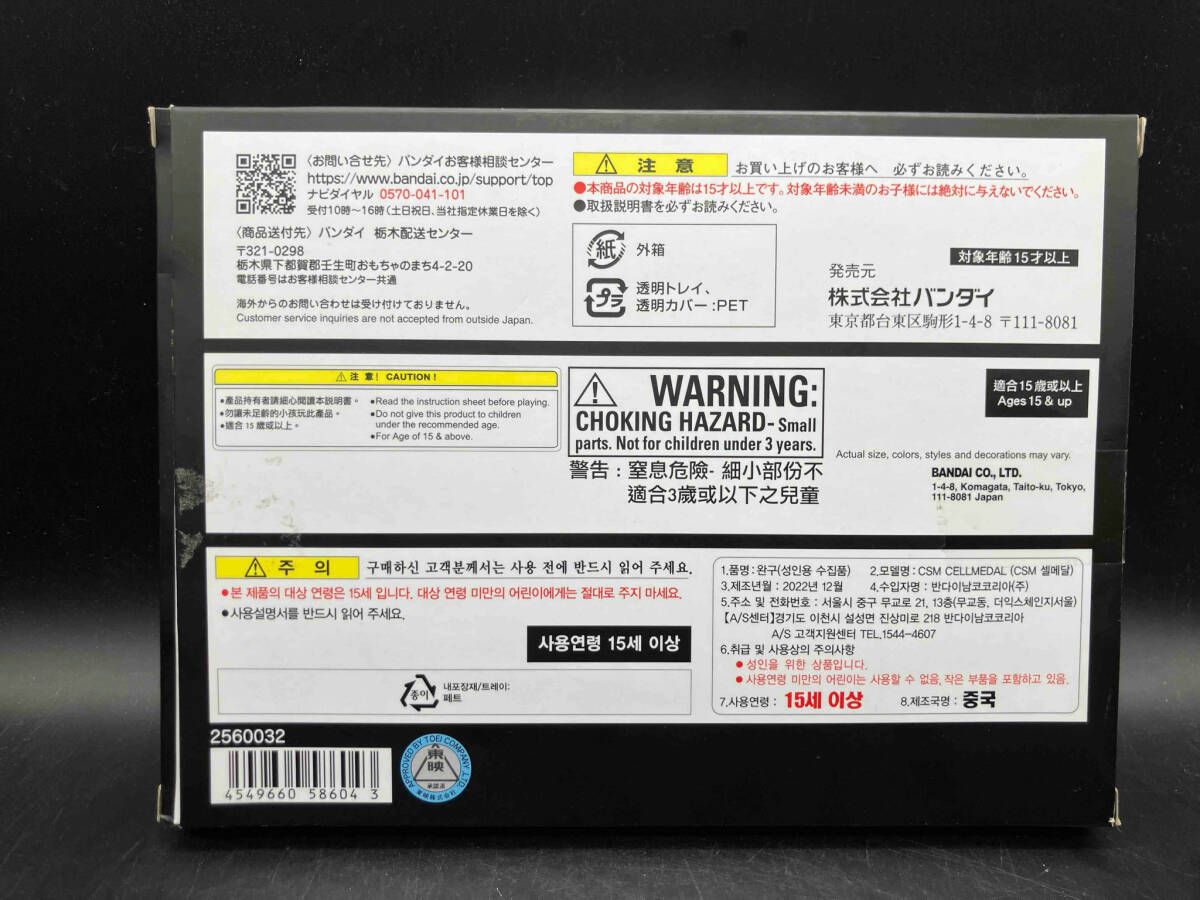 〈お問い合せ先〉バンダイお客様相談センター
https://www.bandai.co.jp/support/top
ナビダイヤル 0570-041-101
受付10時〜16時(土日祝日、当社指定休業日を除く)
〈商品送付先〉バンダイ 栃木配送センター
〒321-0298
栃木県下都賀郡壬生町おもちゃのまち4-2-20
電話番号はお客様相談センター共通
海外からのお問い合わせは受け付けておりません。
Customer service inquiries are not accepted from outside Japan.
注意 お買い上げのお客様へ 必ずお読みください。
●本商品の対象年齢は15才以上です。対象年齢未満のお子様には絶対に与えないでください。
●取扱説明書を必ずお読みください。
紙 外箱
プラ 透明トレイ、
透明カバー:PET
対象年齢15才以上
発売元
株式会社バンダイ
東京都台東区駒形1-4-8 〒111-8081
注意! CAUTION!
●產品持有者請細心閱讀本說明書。
●勿讓未足齡的小孩玩此產品。
●適合15歲或以上。
●Read the instruction sheet before playing.
●Do not give this product to children
under the recommended age.
●For Age of 15 & above.
WARNING:
CHOKING HAZARD- Small
parts. Not for children under 3 years.
警告:窒息危險- 細小部份不
適合3歲或以下之兒童
適合15歲或以上
Ages 15 & up
Actual size, colors, styles and decorations may vary.
BANDAI CO., LTD.
1-4-8, Komagata, Taito-ku, Tokyo,
111-8081 Japan
주의 구매하신 고객분께서는 사용 전에 반드시 읽어 주세요.
●본 제품의 대상 연령은 15세 입니다. 대상 연령 미만의 어린이에게는 절대로 주지 마세요.
●사용설명서를 반드시 읽어 주세요.
사용연령 15세 이상
종이 내포장재/트레이:
페트
1.품명:완구(성인용 수집품) 2.모델명: CSM CELLMEDAL (CSM 셀메달)
3.제조년월 : 2022년 12월 4.수입자명 : 반다이남코코리아(주)
5.주소 및 전화번호 : 서울시 중구 무교로 21, 13층(무교동, 더익스체인지서울)
【A/S센터】경기도 이천시 설성면 진상미로 218 반다이남코코리아
A/S 고객지원센터 TEL.1544-4607
6.취급 및 사용상의 주의사항
●성인을 위한 상품입니다.
●사용연령 미만의 어린이는 사용할 수 없음. 작은 부품을 포함하고 있음.
7.사용연령 : 15세 이상 8.제조국명 : 중국
2560032
4549660 58604 3
APPROVED BY TOEI COMPANY, LTD.
東映
承認済
株式会社東映